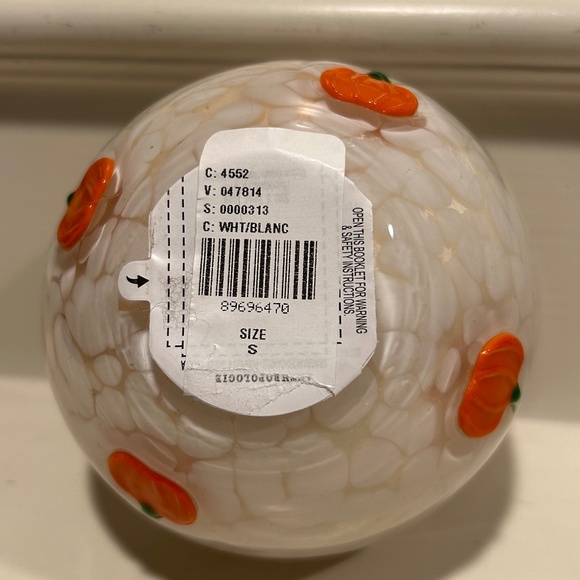 C: 4552
V: 047814
S: 0000313
C: WHT/BLANC
89696470
SIZE
S
OPEN THIS BOOKLET FOR WARNING
& SAFETY INSTRUCTIONS.